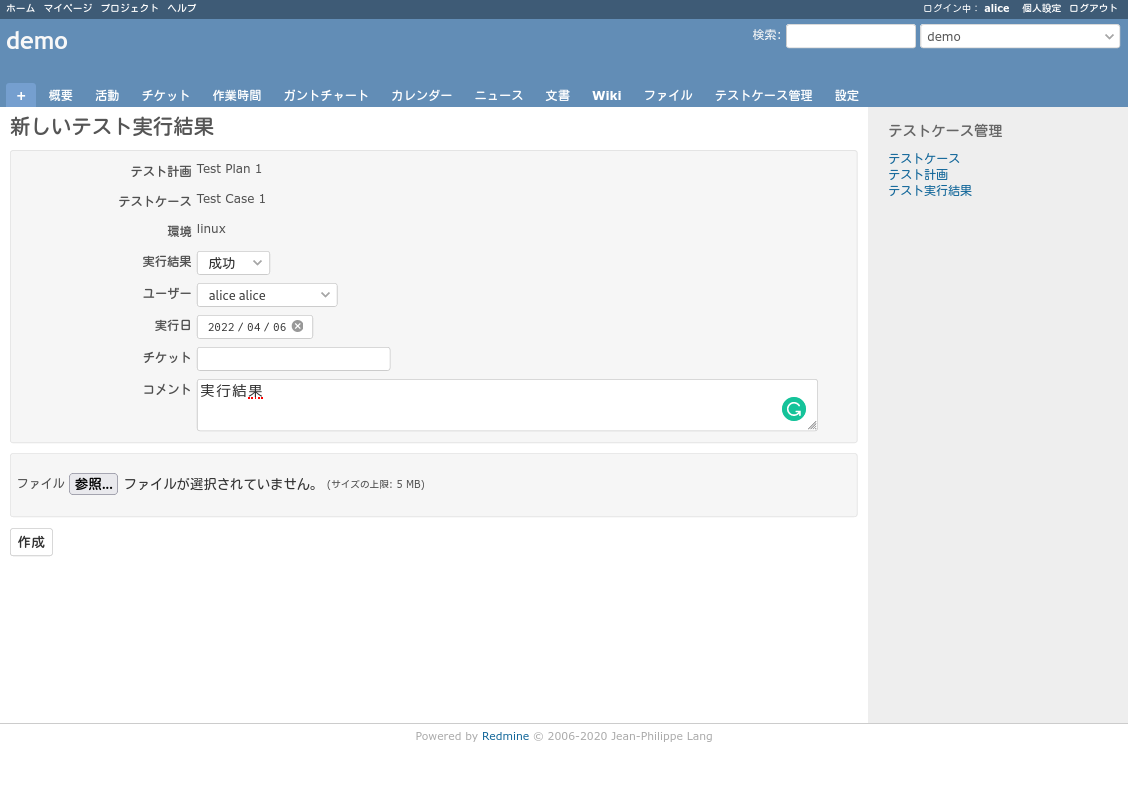 ホーム マイページ プロジェクト ヘルプ ログイン中： alice 個人設定 ログアウト
demo 検索: demo
+ 概要 活動 チケット 作業時間 ガントチャート カレンダー ニュース 文書 Wiki ファイル テストケース管理 設定
新しいテスト実行結果
テスト計画 Test Plan 1
テストケース Test Case 1
環境 linux
実行結果 成功
ユーザー alice alice
実行日 2022 / 04 / 06
チケット
コメント 実行結果
ファイル 参照... ファイルが選択されていません。 (サイズの上限: 5 MB)
作成
テストケース管理
テストケース
テスト計画
テスト実行結果
Powered by Redmine © 2006-2020 Jean-Philippe Lang